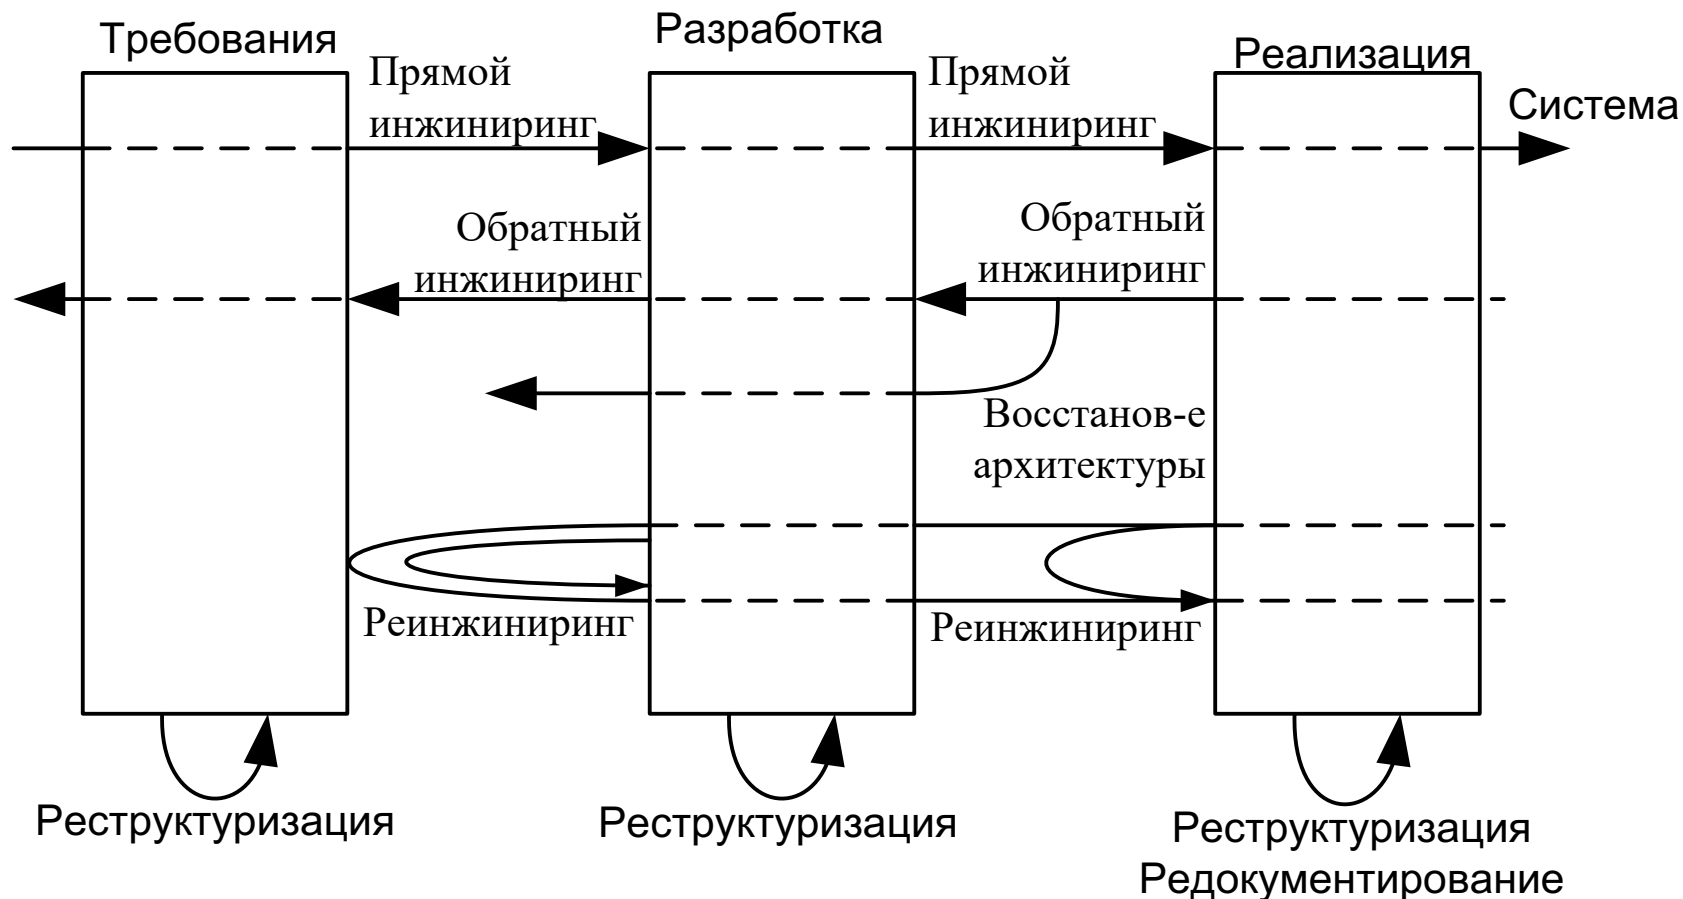 Требования
Разработка
Реализация
Прямой
инжиниринг
Прямой
инжиниринг
Система
Обратный
инжиниринг
Обратный
инжиниринг
Восстанов-е
архитектуры
Реинжиниринг
Реинжиниринг
Реструктуризация
Реструктуризация
Реструктуризация
Редокументирование